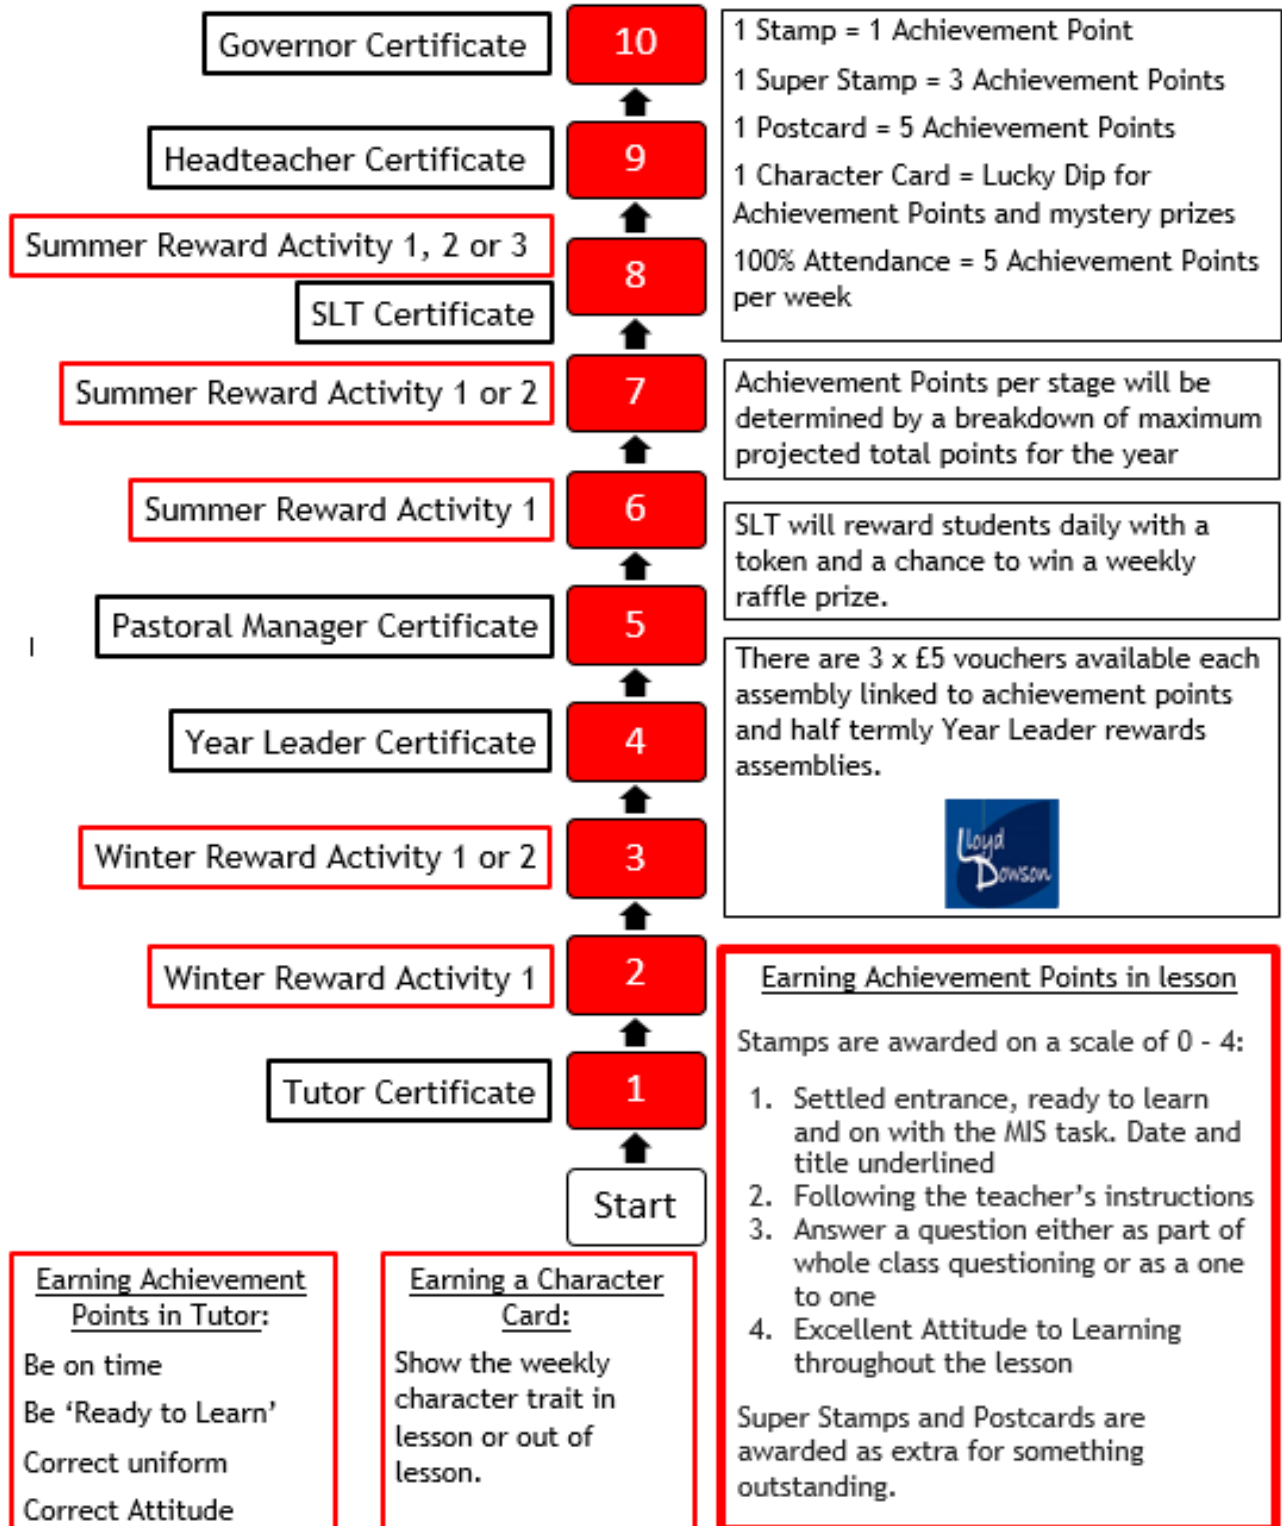 Governor Certificate
10
Headteacher Certificate
9
Summer Reward Activity 1, 2 or 3
8
SLT Certificate
Summer Reward Activity 1 or 2
7
Summer Reward Activity 1
6
Pastoral Manager Certificate
5
Year Leader Certificate
4
Winter Reward Activity 1 or 2
3
Winter Reward Activity 1
2
Tutor Certificate
1
Start
1 Stamp = 1 Achievement Point
1 Super Stamp = 3 Achievement Points
1 Postcard = 5 Achievement Points
1 Character Card = Lucky Dip for
Achievement Points and mystery prizes
100% Attendance = 5 Achievement Points
per week
Achievement Points per stage will be
determined by a breakdown of maximum
projected total points for the year
SLT will reward students daily with a
token and a chance to win a weekly
raffle prize.
There are 3 x £5 vouchers available each
assembly linked to achievement points
and half termly Year Leader rewards
assemblies.
Lloyd
Dowson
Earning Achievement Points in lesson
Stamps are awarded on a scale of 0 - 4:
1. Settled entrance, ready to learn
and on with the MIS task. Date and
title underlined
2. Following the teacher's instructions
3. Answer a question either as part of
whole class questioning or as a one
to one
4. Excellent Attitude to Learning
throughout the lesson
Super Stamps and Postcards are
awarded as extra for something
outstanding.
Earning Achievement
Points in Tutor:
Be on time
Be ‘Ready to Learn’
Correct uniform
Correct Attitude
Earning a Character
Card:
Show the weekly
character trait in
lesson or out of
lesson.